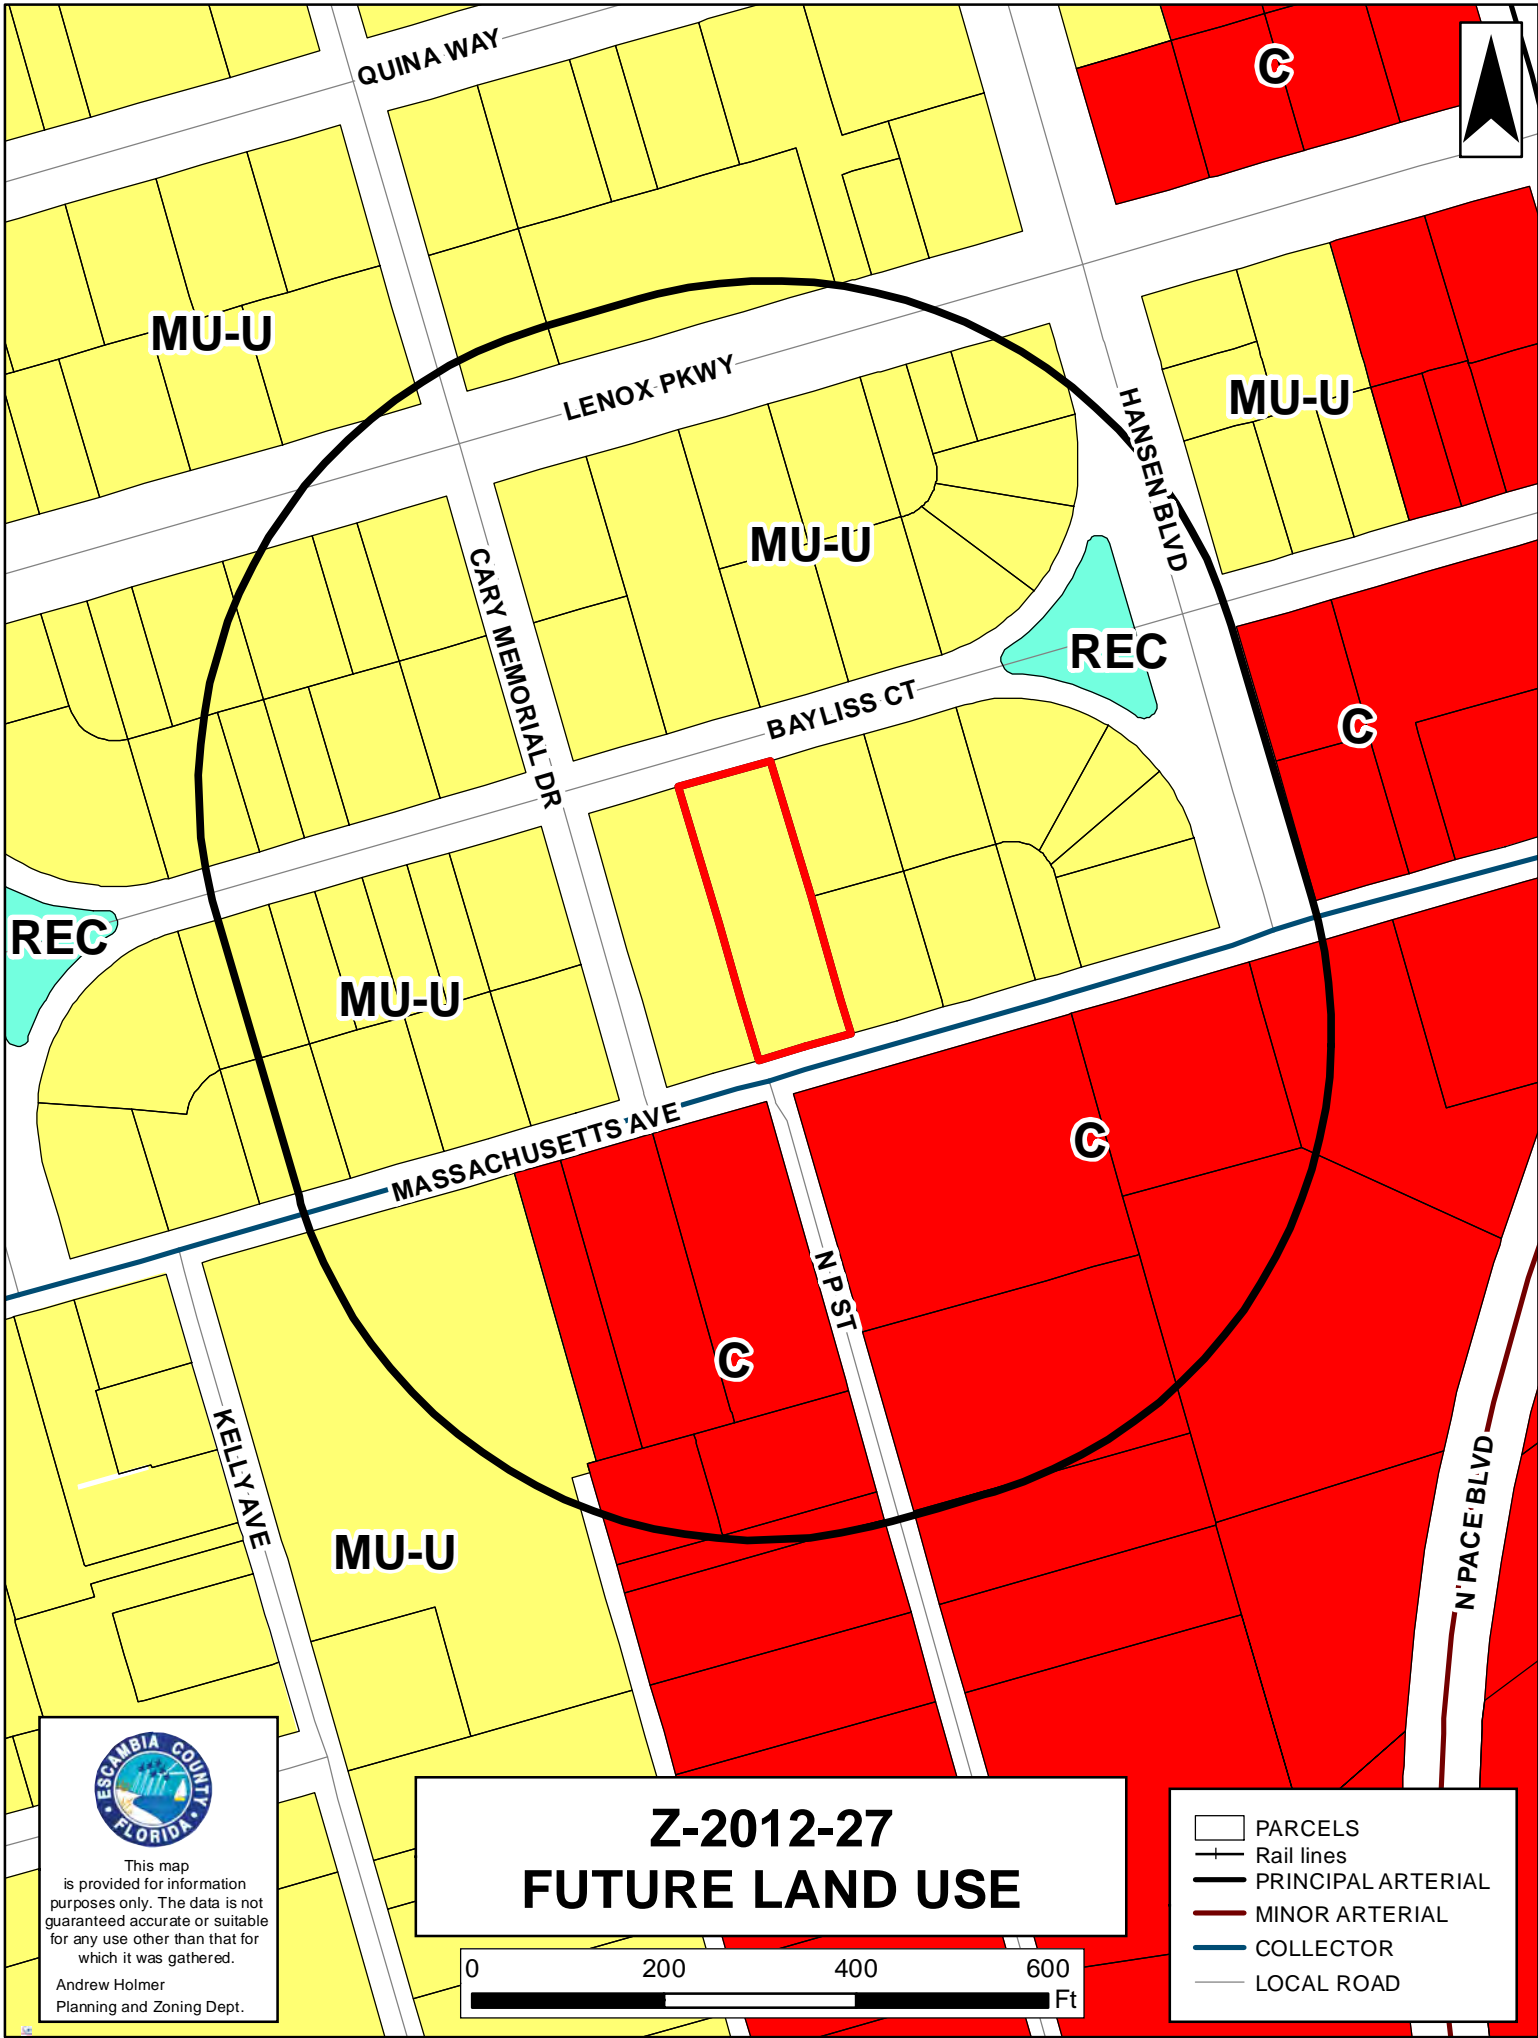 QUINA WAY
C
MU-U
LENOX PKWY
MU-U
HANSEN BLVD
MU-U
CARY MEMORIAL DR
REC
BAYLISS CT
C
REC
MU-U
MASSACHUSETTS AVE
C
N P ST
C
KELLY AVE
MU-U
N PACE BLVD
ESCAMBIA COUNTY
FLORIDA
This map
is provided for information
purposes only. The data is not
guaranteed accurate or suitable
for any use other than that for
which it was gathered.
Andrew Holmer
Planning and Zoning Dept.
Z-2012-27
FUTURE LAND USE
0 200 400 600
Ft
PARCELS
Rail lines
PRINCIPAL ARTERIAL
MINOR ARTERIAL
COLLECTOR
LOCAL ROAD